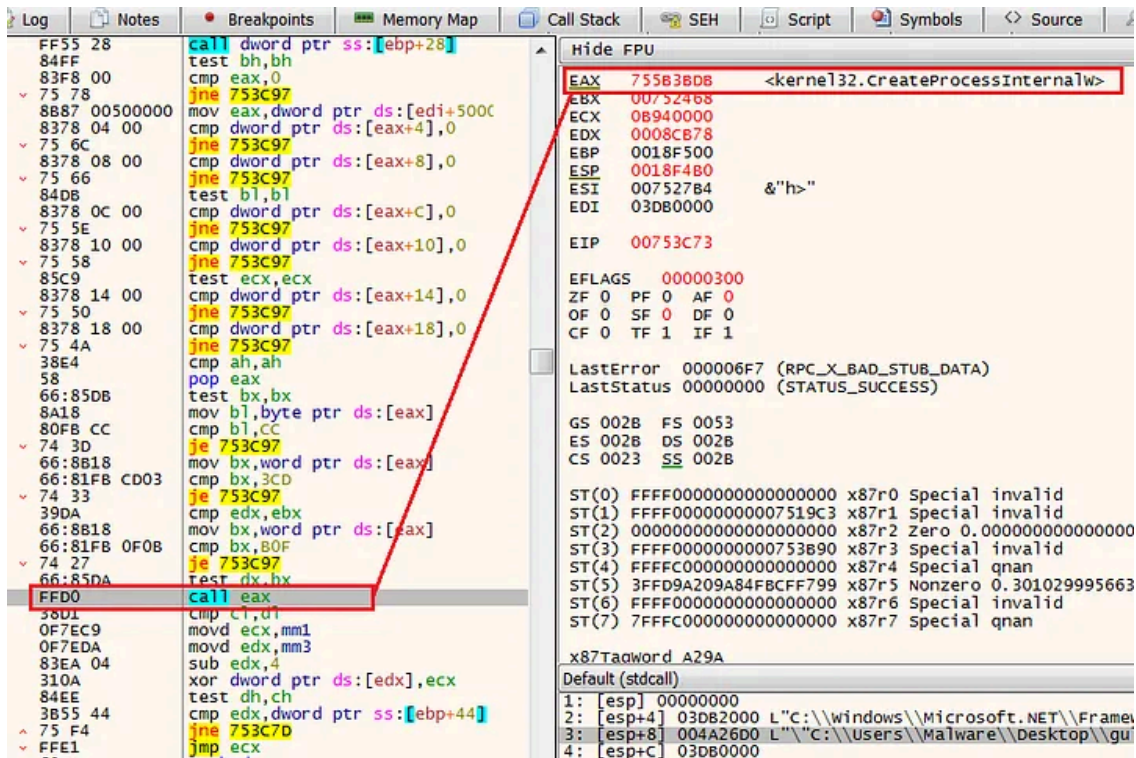 Log Notes Breakpoints Memory Map Call Stack SEH Script Symbols Source
FF55 28 call dword ptr ss:[ebp+28]
84FF test bh,bh
83F8 00 cmp eax,0
75 78 jne 753C97
8B87 00500000 mov eax,dword ptr ds:[edi+5000
8378 04 00 cmp dword ptr ds:[eax+4],0
75 6C jne 753C97
8378 08 00 cmp dword ptr ds:[eax+8],0
75 66 jne 753C97
84DB test bl,bl
8378 0C 00 cmp dword ptr ds:[eax+C],0
75 5E jne 753C97
8378 10 00 cmp dword ptr ds:[eax+10],0
75 58 jne 753C97
85C9 test ecx,ecx
8378 14 00 cmp dword ptr ds:[eax+14],0
75 50 jne 753C97
8378 18 00 cmp dword ptr ds:[eax+18],0
75 4A jne 753C97
38E4 cmp ah,ah
58 pop eax
66:85DB test bx,bx
8A18 mov bl,byte ptr ds:[eax]
80FB CC cmp bl,CC
74 3D je 753C97
66:8B18 mov bx,word ptr ds:[eax]
66:81FB CD03 cmp bx,3CD
74 33 je 753C97
39DA cmp edx,ebx
66:8B18 mov bx,word ptr ds:[eax]
66:81FB 0F0B cmp bx,B0F
74 27 je 753C97
66:85DA test dx,bx
FFD0 call eax
38D1 cmp cl,dl
0F7EC9 movd ecx,mm1
0F7EDA movd edx,mm3
83EA 04 sub edx,4
310A xor dword ptr ds:[edx],ecx
84EE test dh,ch
3B55 44 cmp edx,dword ptr ss:[ebp+44]
75 F4 jne 753C7D
FFE1 jmp ecx
Hide FPU
EAX 755B3BDB <kernel32.CreateProcessInternalW>
EBX 00752468
ECX 0B940000
EDX 0008CB78
EBP 0018F500
ESP 0018F4B0
ESI 007527B4 &"h>"
EDI 03DB0000
EIP 00753C73
EFLAGS 00000300
ZF 0 PF 0 AF 0
OF 0 SF 0 DF 0
CF 0 TF 1 IF 1
LastError 000006F7 (RPC_X_BAD_STUB_DATA)
LastStatus 00000000 (STATUS_SUCCESS)
GS 002B FS 0053
ES 002B DS 002B
CS 0023 SS 002B
ST(0) FFFF0000000000000000 x87r0 Special invalid
ST(1) FFFF00000000007519C3 x87r1 Special invalid
ST(2) 00000000000000000000 x87r2 Zero 0.000000000000000
ST(3) FFFF0000000000753B90 x87r3 Special invalid
ST(4) FFFFC000000000000000 x87r4 Special qnan
ST(5) 3FFD9A209A84FBCFF799 x87r5 Nonzero 0.301029995663
ST(6) FFFF0000000000000000 x87r6 Special invalid
ST(7) 7FFFC000000000000000 x87r7 Special qnan
x87TagWord A29A
Default (stdcall)
1: [esp] 00000000
2: [esp+4] 03DB2000 L"C:\\Windows\\Microsoft.NET\\Framew
3: [esp+8] 004A26D0 L"\"C:\\Users\\Malware\\Desktop\\gu
4: [esp+C] 03DB0000